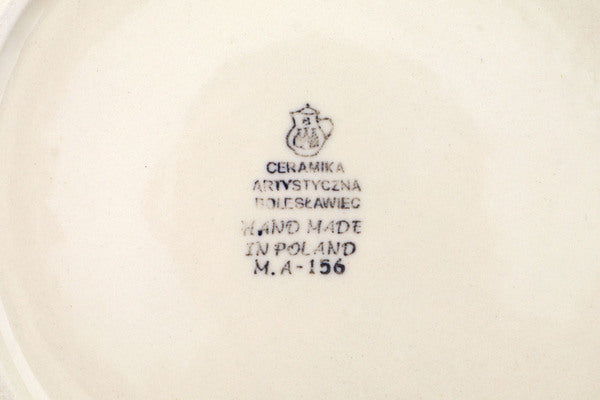 CERAMIKA
ARTYSTYCZNA
BOLESŁAWIEC
HAND MADE
IN POLAND
M.A-156